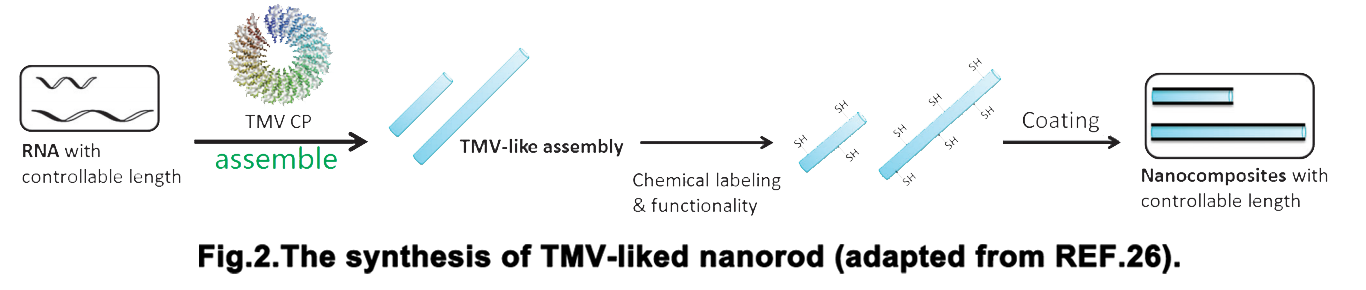 RNA with
controllable length
TMV CP
assemble
TMV-like assembly
Chemical labeling
& functionality
SH
SH
SH
SH
SH
SH
SH
SH
SH
Coating
Nanocomposites with
controllable length
Fig.2.The synthesis of TMV-liked nanorod (adapted from REF.26).